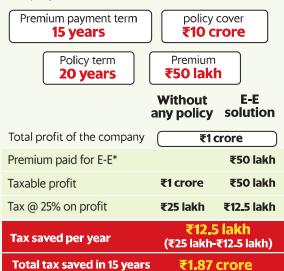 Premium payment term
15 years
policy cover
₹10 crore
Policy term
20 years
Premium
₹50 lakh
Without any policy
E-E solution
Total profit of the company ₹1 crore
Premium paid for E-E* ₹50 lakh
Taxable profit ₹1 crore ₹50 lakh
Tax @ 25% on profit ₹25 lakh ₹12.5 lakh
Tax saved per year ₹12.5 lakh
(₹25 lakh-₹12.5 lakh)
Total tax saved in 15 years ₹1.87 crore